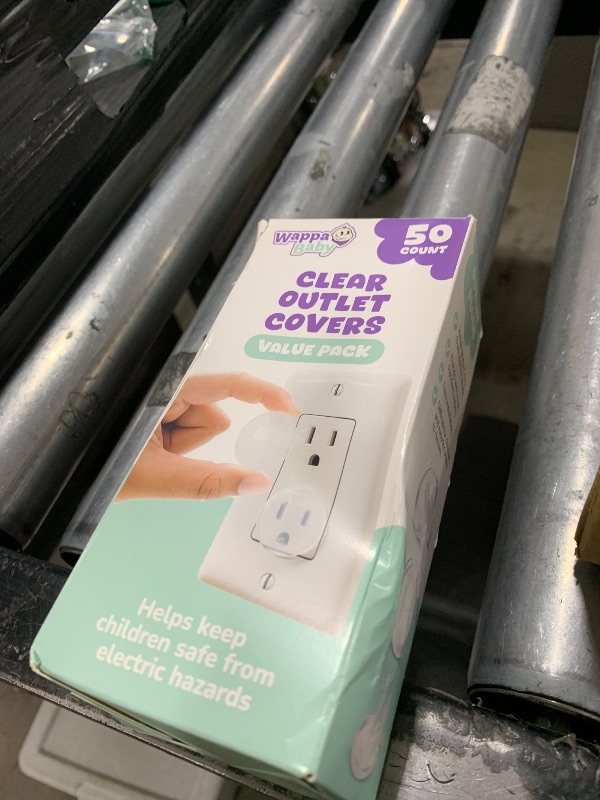 Wappa
Baby
50
COUNT
CLEAR
OUTLET
COVERS
VALUE PACK
Helps keep
children safe from
electric hazards